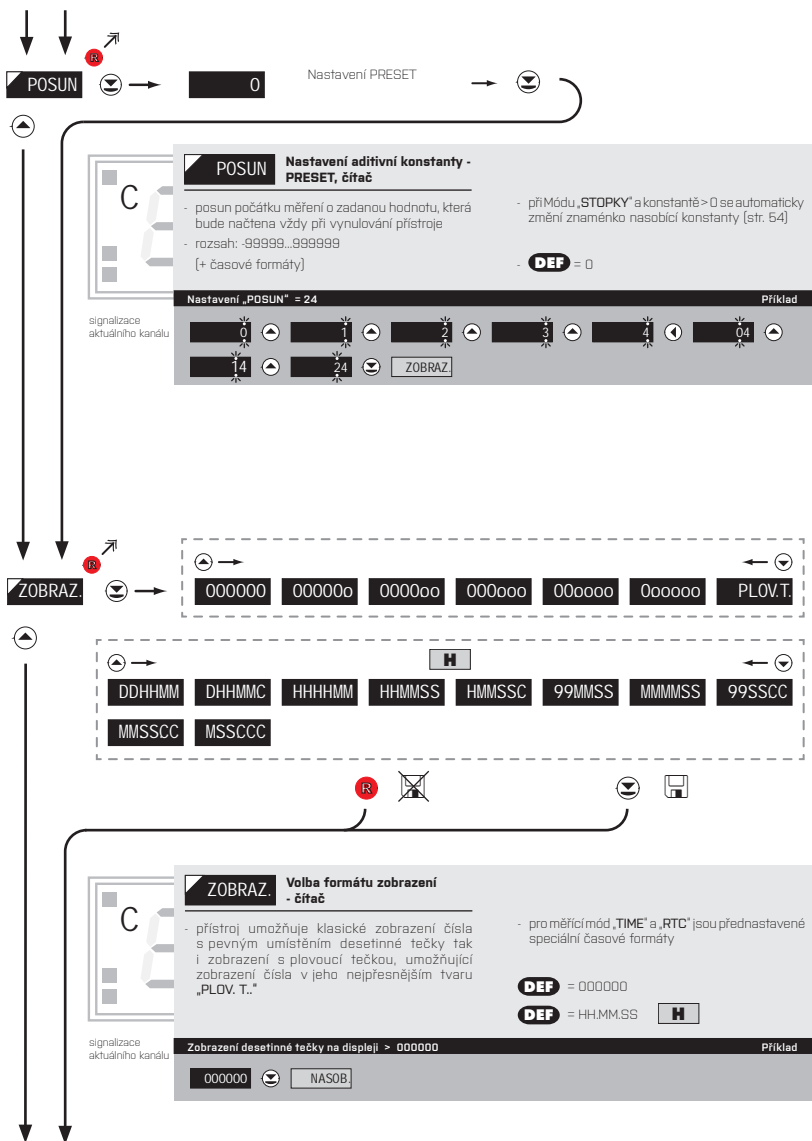 R
POSUN
0
Nastavení PRESET
C
POSUN
Nastavení aditivní konstanty -
PRESET, čítač
- posun počátku měření o zadanou hodnotu, která
bude načtena vždy při vynulování přístroje
- rozsah: -99999...999999
(+ časové formáty)
- při Módu „STOPKY" a konstantě > 0 se automaticky
změní znaménko nasobící konstanty (str. 54)
- DEF = 0
signalizace
aktuálního kanálu
Nastavení „POSUN" = 24 Příklad
0 1 2 3 4 04
14 24 ZOBRAZ.
R
ZOBRAZ.
000000 00000o 0000oo 000ooo 00oooo 0ooooo PLOV.T.
H
DDHHMM DHHMMC HHHHMM HHMMSS HMMSSC 99MMSS MMMMSS 99SSCC
MMSSCC MSSCCC
R
C
ZOBRAZ.
Volba formátu zobrazení
- čítač
- přístroj umožňuje klasické zobrazení čísla
s pevným umístěním desetinné tečky tak
i zobrazení s plovoucí tečkou, umožňující
zobrazení čísla v jeho nejpřesnějším tvaru
„PLOV. T.."
- pro měřící mód „TIME" a „RTC" jsou přednastavené
speciální časové formáty
DEF = 000000
DEF = HH.MM.SS H
signalizace
aktuálního kanálu
Zobrazení desetinné tečky na displeji > 000000 Příklad
000000 NASOB.